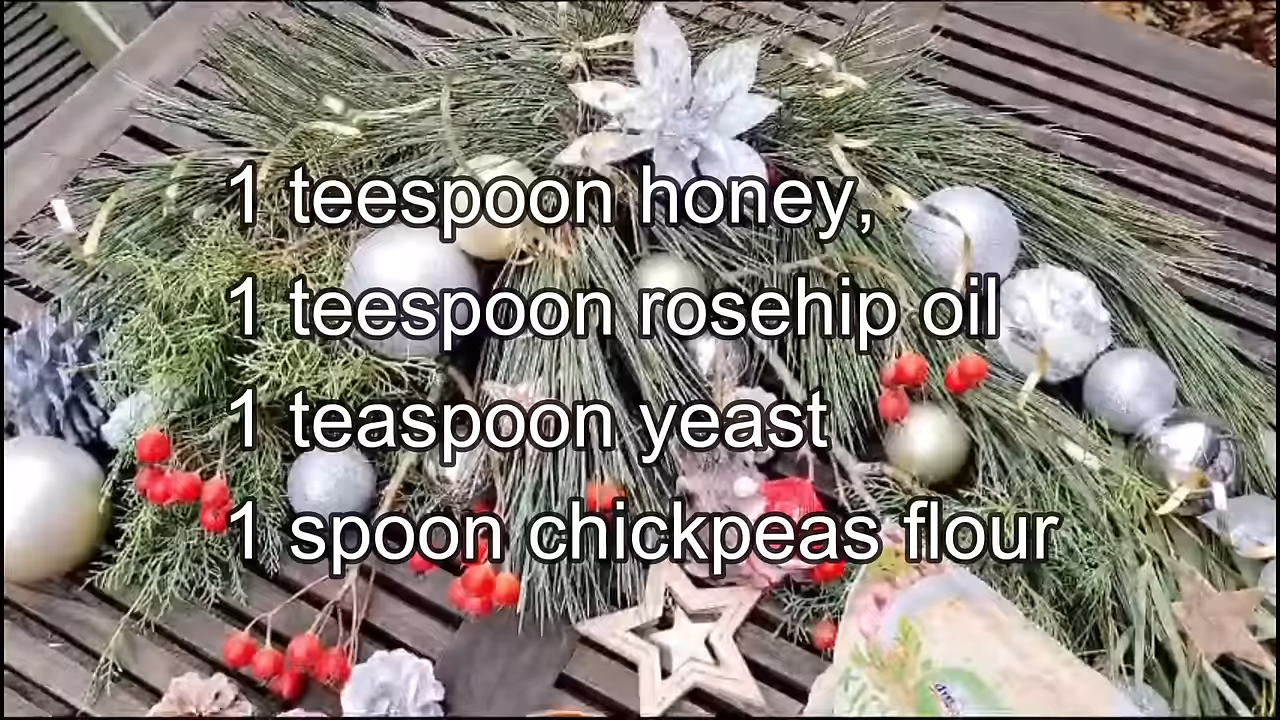 1 teespoon honey,
1 teespoon rosehip oil
1 teaspoon yeast
1 spoon chickpeas flour